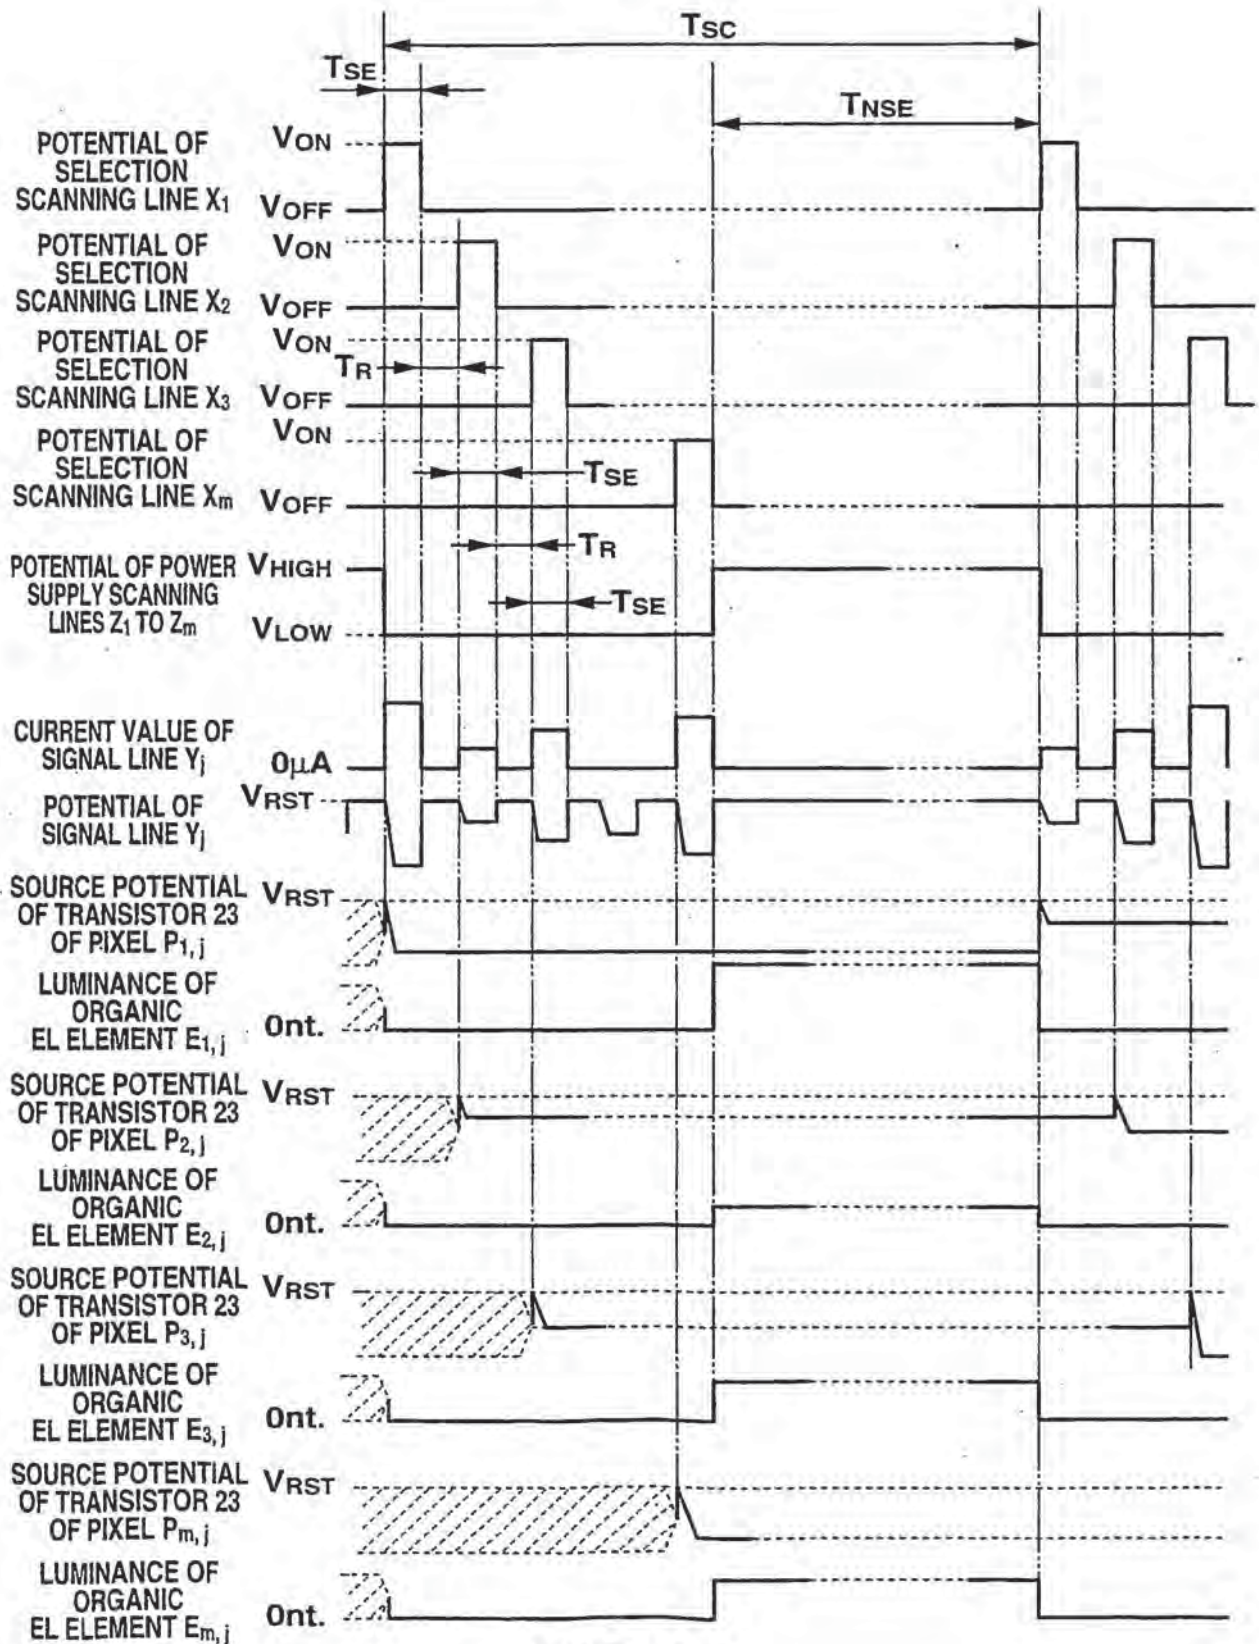 TSC
TSE
TNSE
POTENTIAL OF
SELECTION
SCANNING LINE X1
VON
VOFF
POTENTIAL OF
SELECTION
SCANNING LINE X2
VON
VOFF
POTENTIAL OF
SELECTION
SCANNING LINE X3
VON
TR
VOFF
POTENTIAL OF
SELECTION
SCANNING LINE Xm
VON
TSE
VOFF
TR
POTENTIAL OF POWER
SUPPLY SCANNING
LINES Z1 TO Zm
VHIGH
TSE
VLOW
CURRENT VALUE OF
SIGNAL LINE Yj
0μA
POTENTIAL OF
SIGNAL LINE Yj
VRST
SOURCE POTENTIAL
OF TRANSISTOR 23
OF PIXEL P1,j
VRST
LUMINANCE OF
ORGANIC
EL ELEMENT E1,j
0nt.
SOURCE POTENTIAL
OF TRANSISTOR 23
OF PIXEL P2,j
VRST
LUMINANCE OF
ORGANIC
EL ELEMENT E2,j
0nt.
SOURCE POTENTIAL
OF TRANSISTOR 23
OF PIXEL P3,j
VRST
LUMINANCE OF
ORGANIC
EL ELEMENT E3,j
0nt.
SOURCE POTENTIAL
OF TRANSISTOR 23
OF PIXEL Pm,j
VRST
LUMINANCE OF
ORGANIC
EL ELEMENT Em,j
0nt.